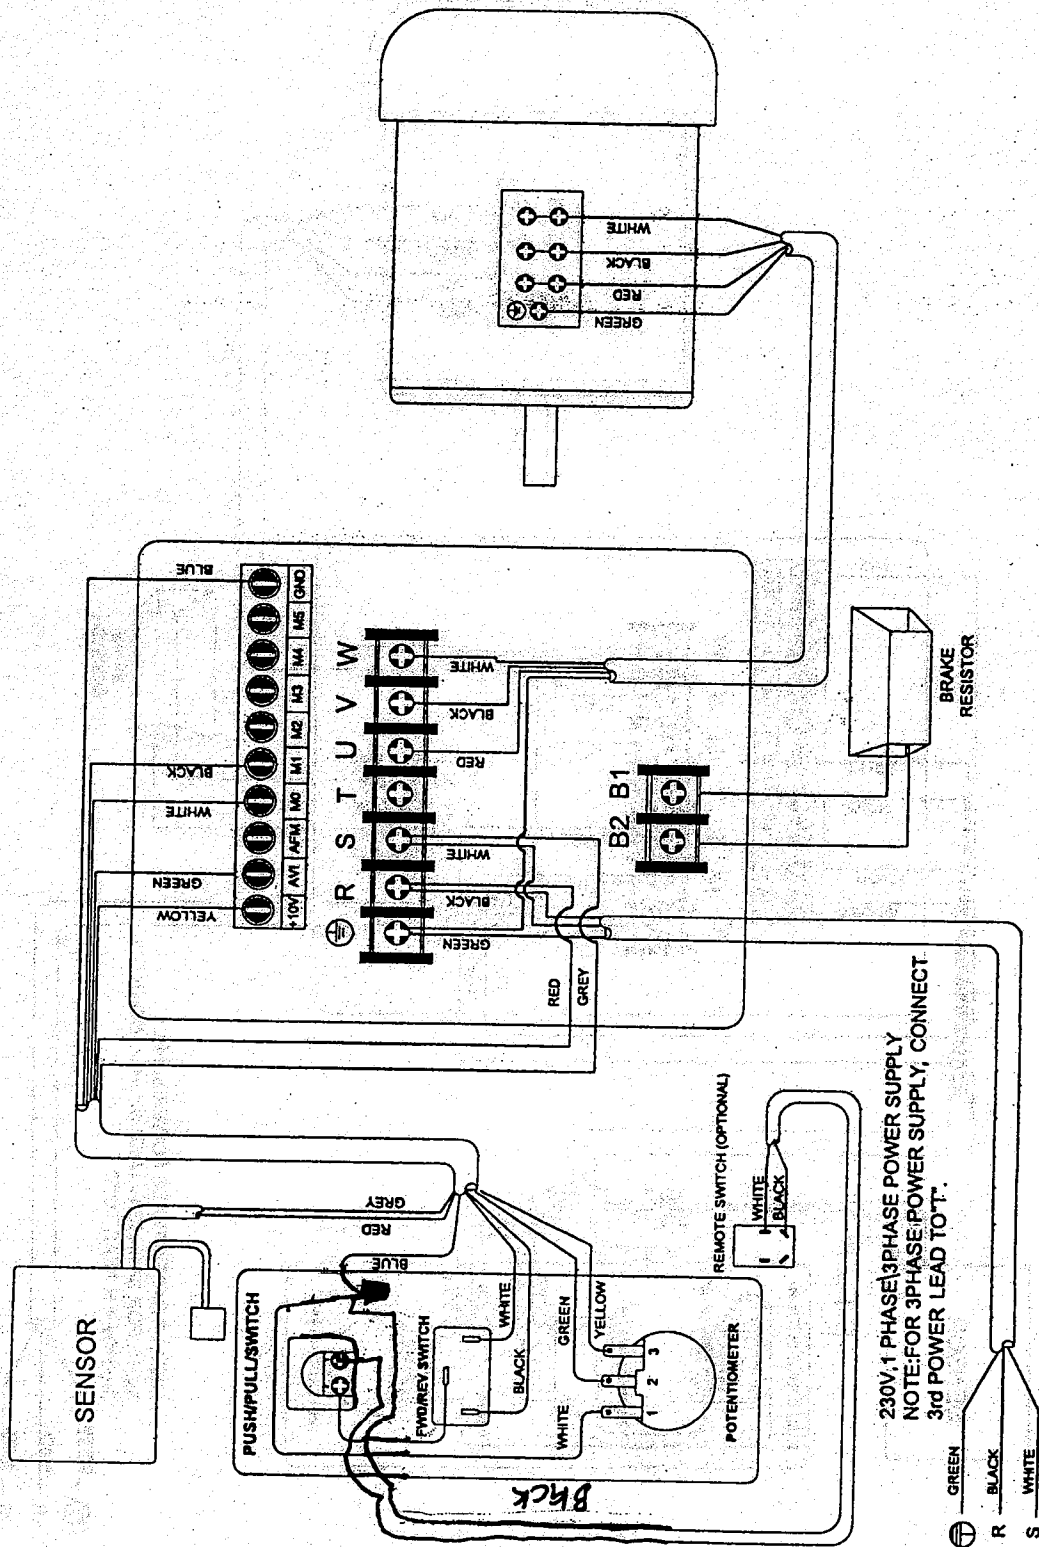 SENSOR
GREY
RED
BLUE
PUSH/PULL/SWITCH
FWD/REV SWITCH
WHITE
BLACK
GREEN
YELLOW
WHITE
1
2
3
POTENTIOMETER
Black
REMOTE SWITCH (OPTIONAL)
WHITE
BLACK
YELLOW
GREEN
WHITE
BLACK
BLUE
+10V AVI AFM M0 M1 M2 M3 M4 M5 GND
R S T U V W
GREEN
BLACK
WHITE
RED
BLACK
WHITE
RED
GREY
B2 B1
BRAKE
RESISTOR
GREEN
RED
BLACK
WHITE
230V,1 PHASE\3PHASE POWER SUPPLY
NOTE:FOR 3PHASE POWER SUPPLY, CONNECT
3rd POWER LEAD TO"T".
GREEN
R BLACK
S WHITE